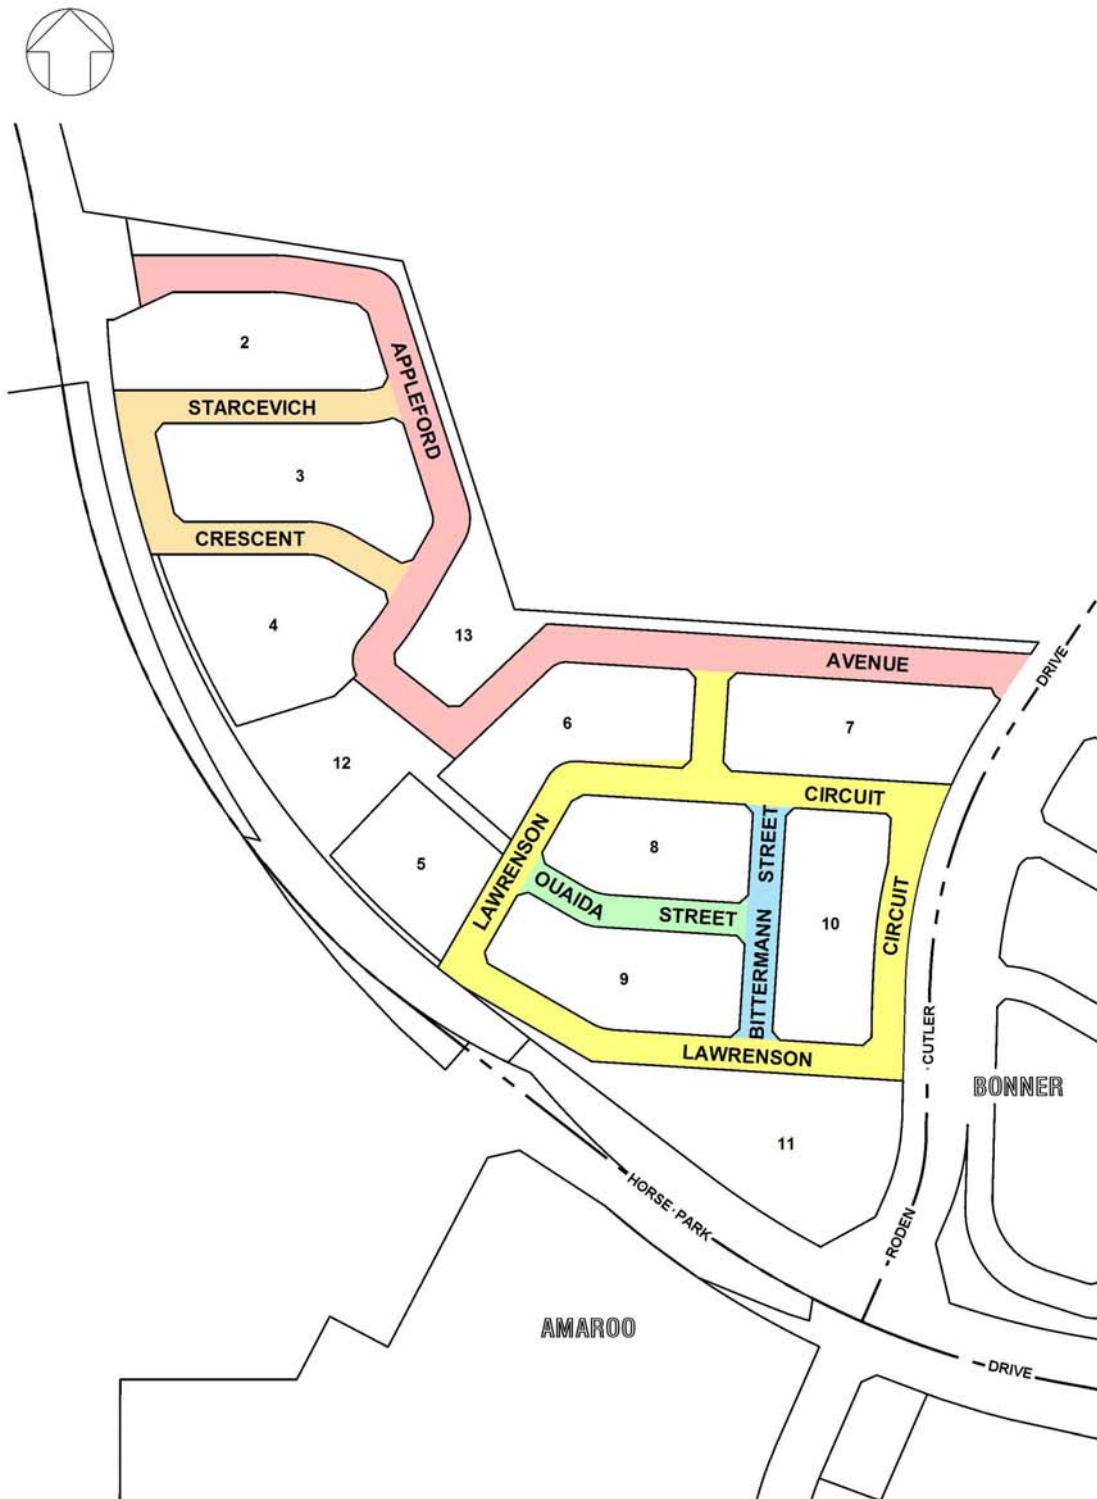 2
APPLEFORD
STARCEVICH
3
CRESCENT
4
13
AVENUE
DRIVE
6
7
12
CIRCUIT
LAWRENSON
8
STREET
5
OUAIDA
STREET
BITTERMANN
10
CIRCUIT
9
CUTLER
LAWRENSON
BONNER
11
HORSE PARK
RODEN
AMAROO
DRIVE